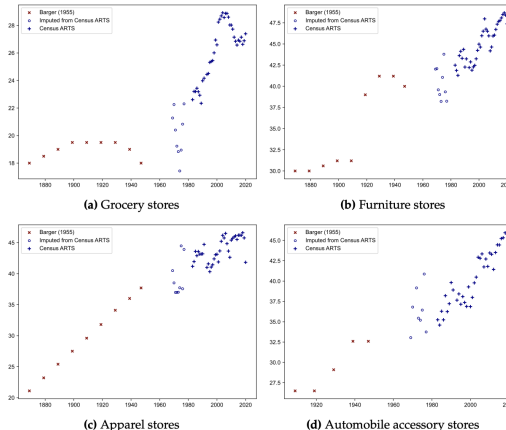 Barger (1955)
Imputed from Census ARTS
Census ARTS
28
26
24
22
20
18
1880 1900 1920 1940 1960 1980 2000 2020
(a) Grocery stores
Barger (1955)
Imputed from Census ARTS
Census ARTS
47.5
45.0
42.5
40.0
37.5
35.0
32.5
30.0
1880 1900 1920 1940 1960 1980 2000
(b) Furniture stores
Barger (1955)
Imputed from Census ARTS
Census ARTS
45
40
35
30
25
20
1880 1900 1920 1940 1960 1980 2000 2020
(c) Apparel stores
Barger (1955)
Imputed from Census ARTS
Census ARTS
45.0
42.5
40.0
37.5
35.0
32.5
30.0
27.5
1920 1940 1960 1980 2000
(d) Automobile accessory stores